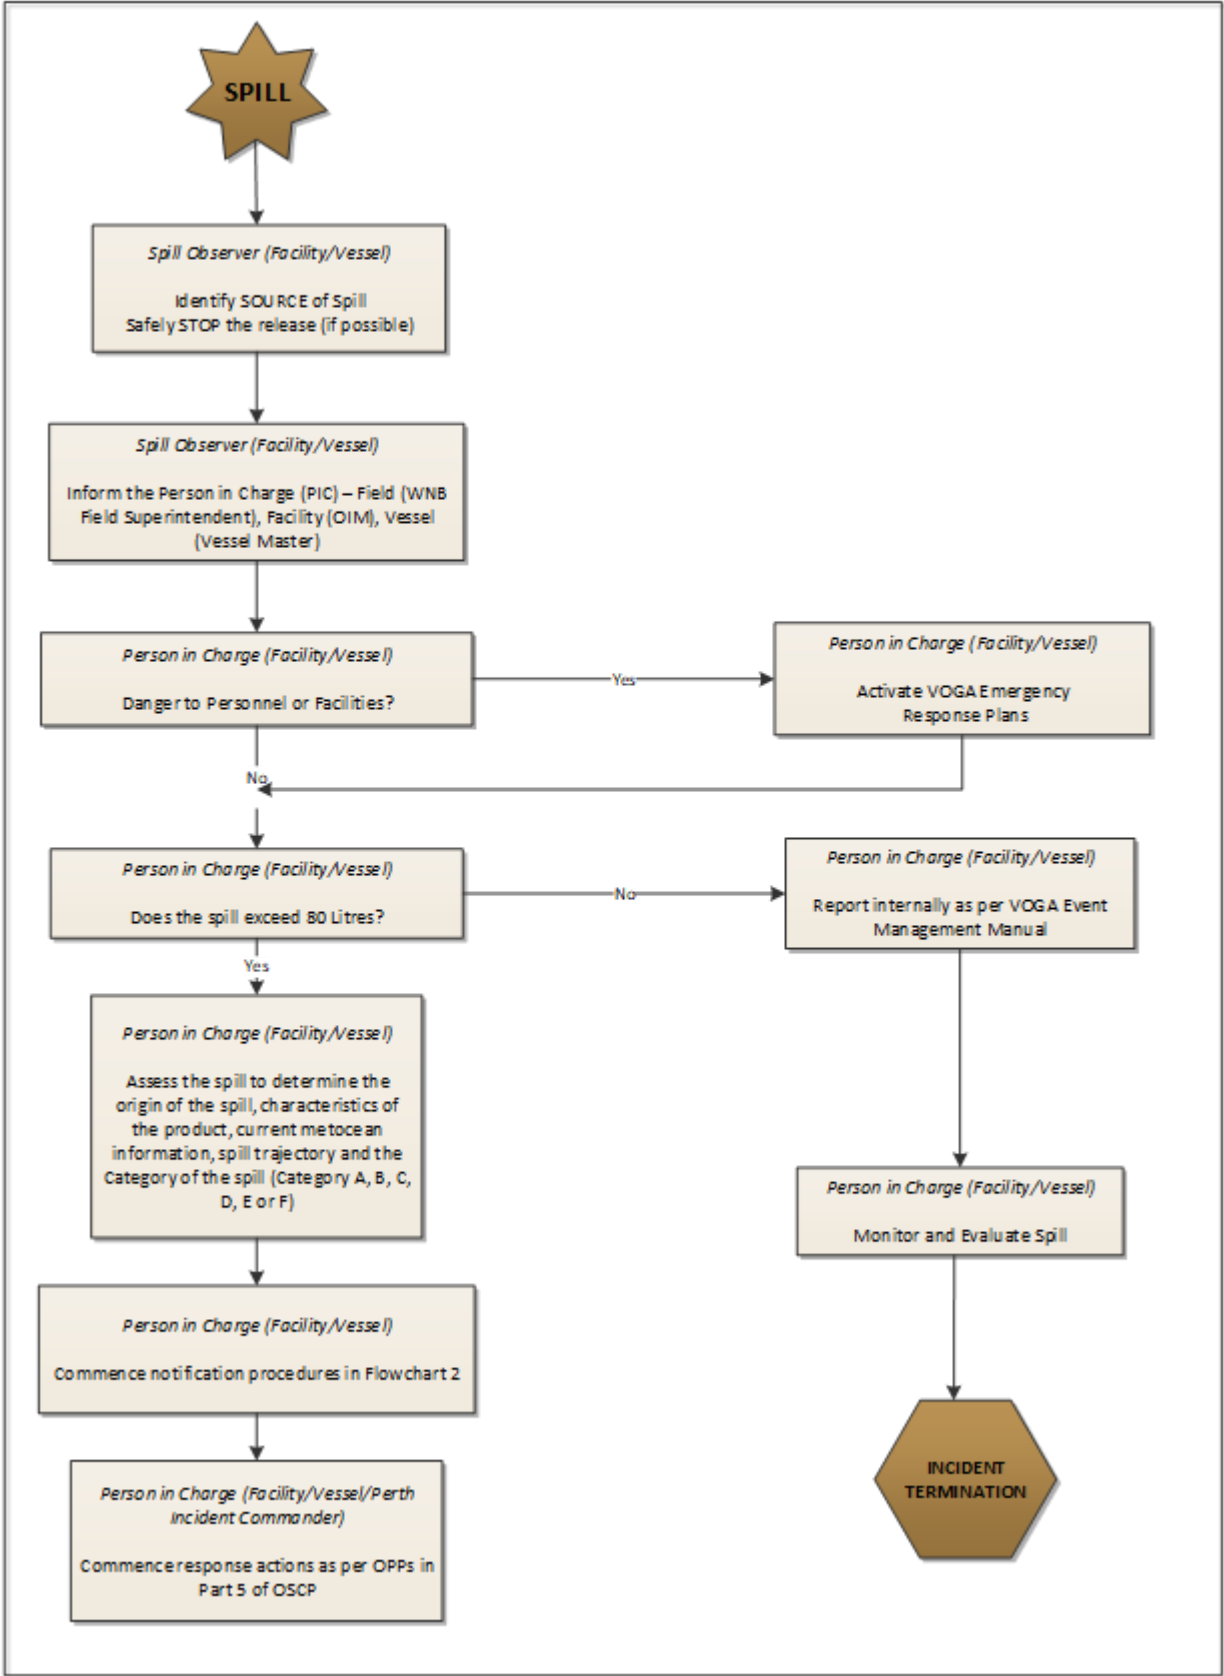 SPILL
Spill Observer (Facility/Vessel)
Identify SOURCE of Spill
Safely STOP the release (if possible)
Spill Observer (Facility/Vessel)
Inform the Person in Charge (PIC) – Field (WNB
Field Superintendent), Facility (OIM), Vessel
(Vessel Master)
Person in Charge (Facility/Vessel)
Danger to Personnel or Facilities?
Yes
Person in Charge (Facility/Vessel)
Activate VOGA Emergency
Response Plans
No
Person in Charge (Facility/Vessel)
Does the spill exceed 80 Litres?
No
Person in Charge (Facility/Vessel)
Report internally as per VOGA Event
Management Manual
Yes
Person in Charge (Facility/Vessel)
Assess the spill to determine the
origin of the spill, characteristics of
the product, current metocean
information, spill trajectory and the
Category of the spill (Category A, B, C,
D, E or F)
Person in Charge (Facility/Vessel)
Monitor and Evaluate Spill
Person in Charge (Facility/Vessel)
Commence notification procedures in Flowchart 2
Person in Charge (Facility/Vessel/Perth
Incident Commander)
Commence response actions as per OPPs in
Part 5 of OSCP
INCIDENT
TERMINATION